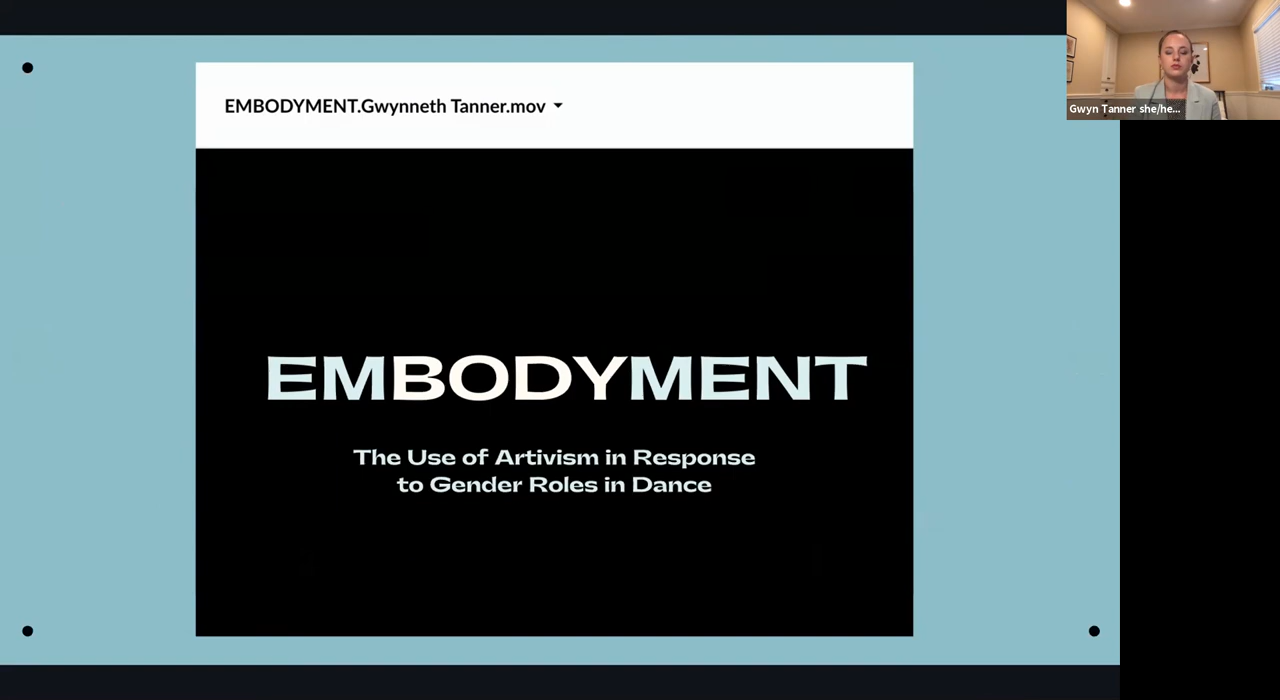 EMBODYMENT.Gwynneth Tanner.mov
Gwyn Tanner she/he...
EMBODYMENT
The Use of Artivism in Response
to Gender Roles in Dance